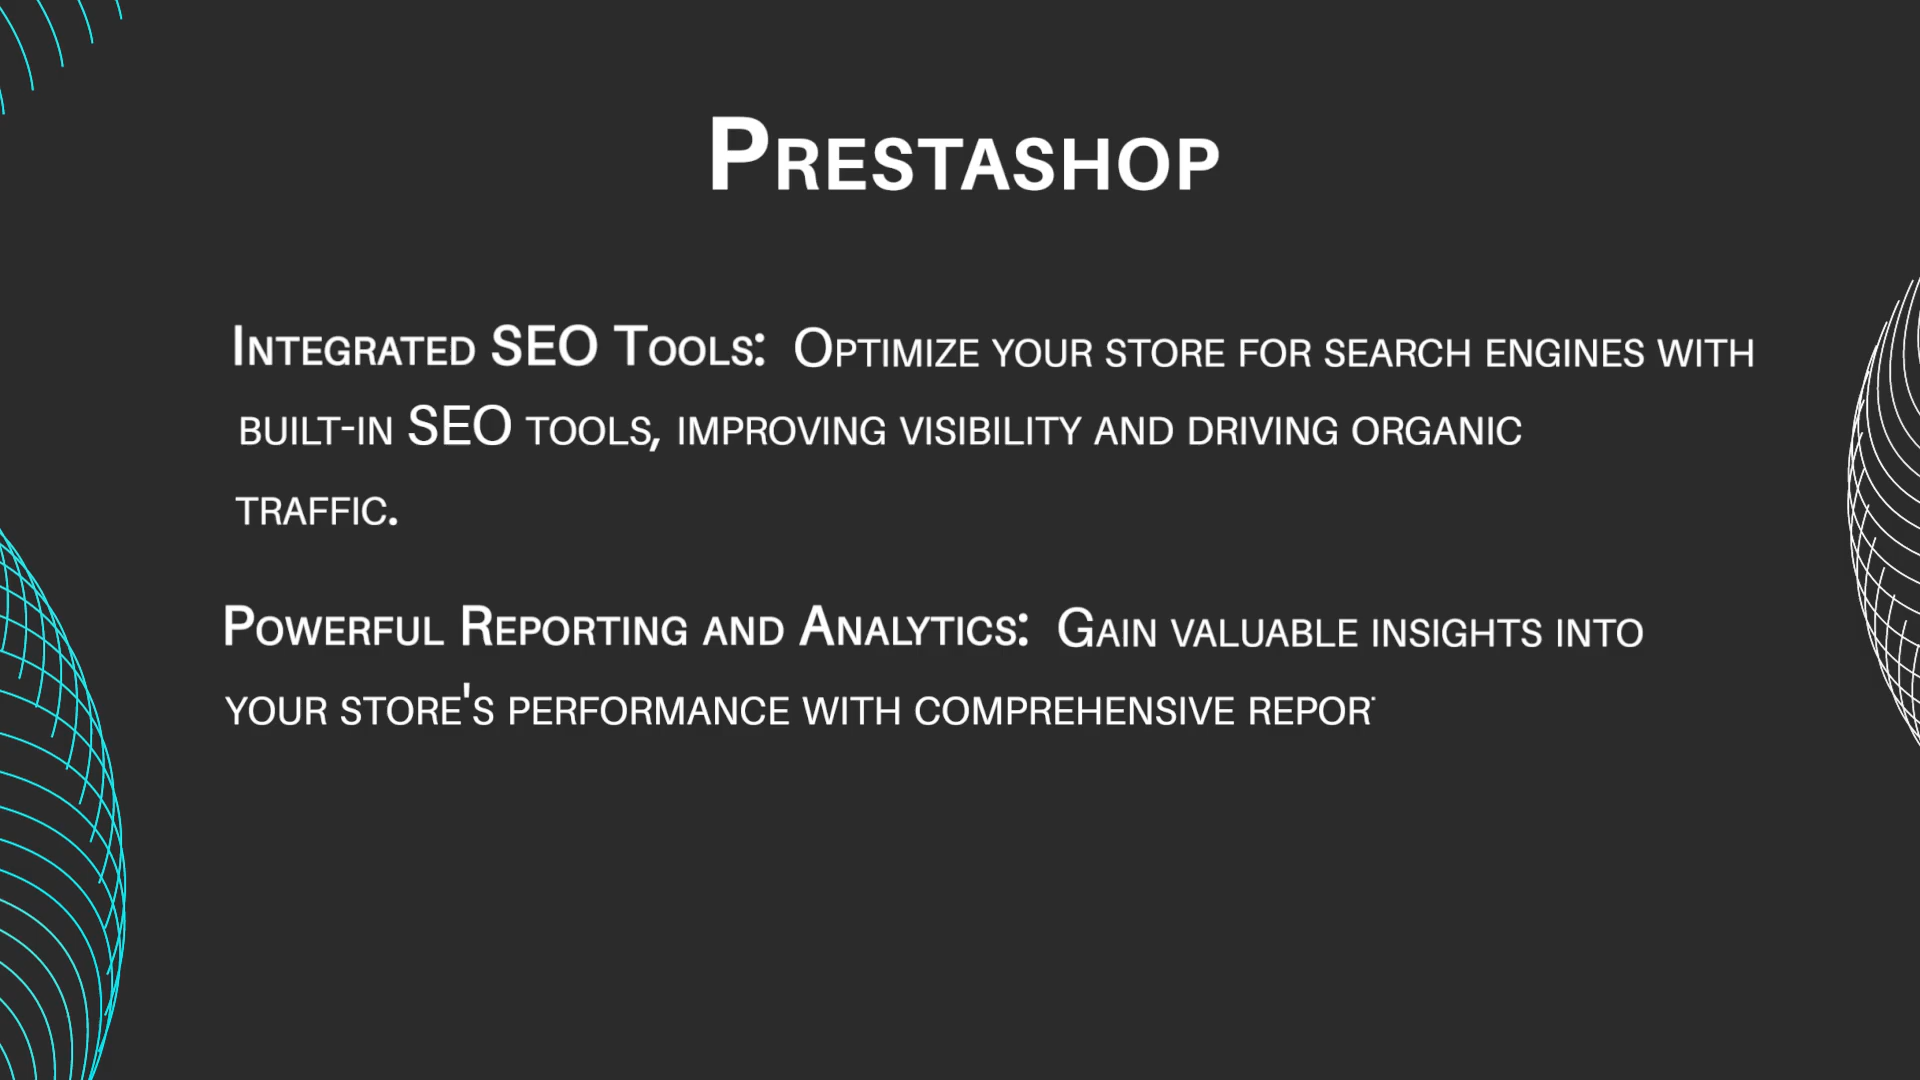 Prestashop
Integrated SEO Tools: Optimize your store for search engines with
built-in SEO tools, improving visibility and driving organic
traffic.
Powerful Reporting and Analytics: Gain valuable insights into
your store's performance with comprehensive repor